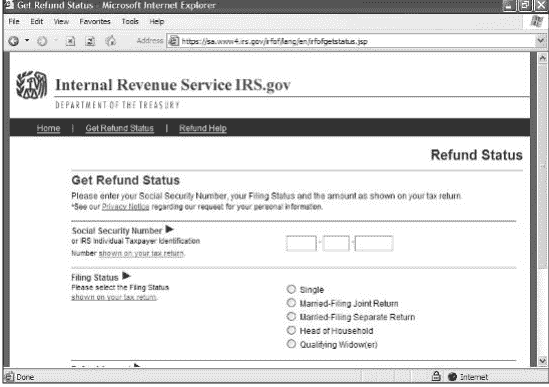 Get Refund Status - Microsoft Internet Explorer
File Edit View Favorites Tools Help
Address https://sa.www4.irs.gov/irfof/lang/en/irfofgetstatus.jsp
Internal Revenue Service IRS.gov
DEPARTMENT OF THE TREASURY
Home | Get Refund Status | Refund Help
Refund Status
Get Refund Status
Please enter your Social Security Number, your Filing Status and the amount as shown on your tax return.
*See our Privacy Notice regarding our request for your personal information.
Social Security Number
or IRS Individual Taxpayer Identification
Number shown on your tax return.
Filing Status
Please select the Filing Status
shown on your tax return.
Single
Married-Filing Joint Return
Married-Filing Separate Return
Head of Household
Qualifying Widow(er)
Done
Internet